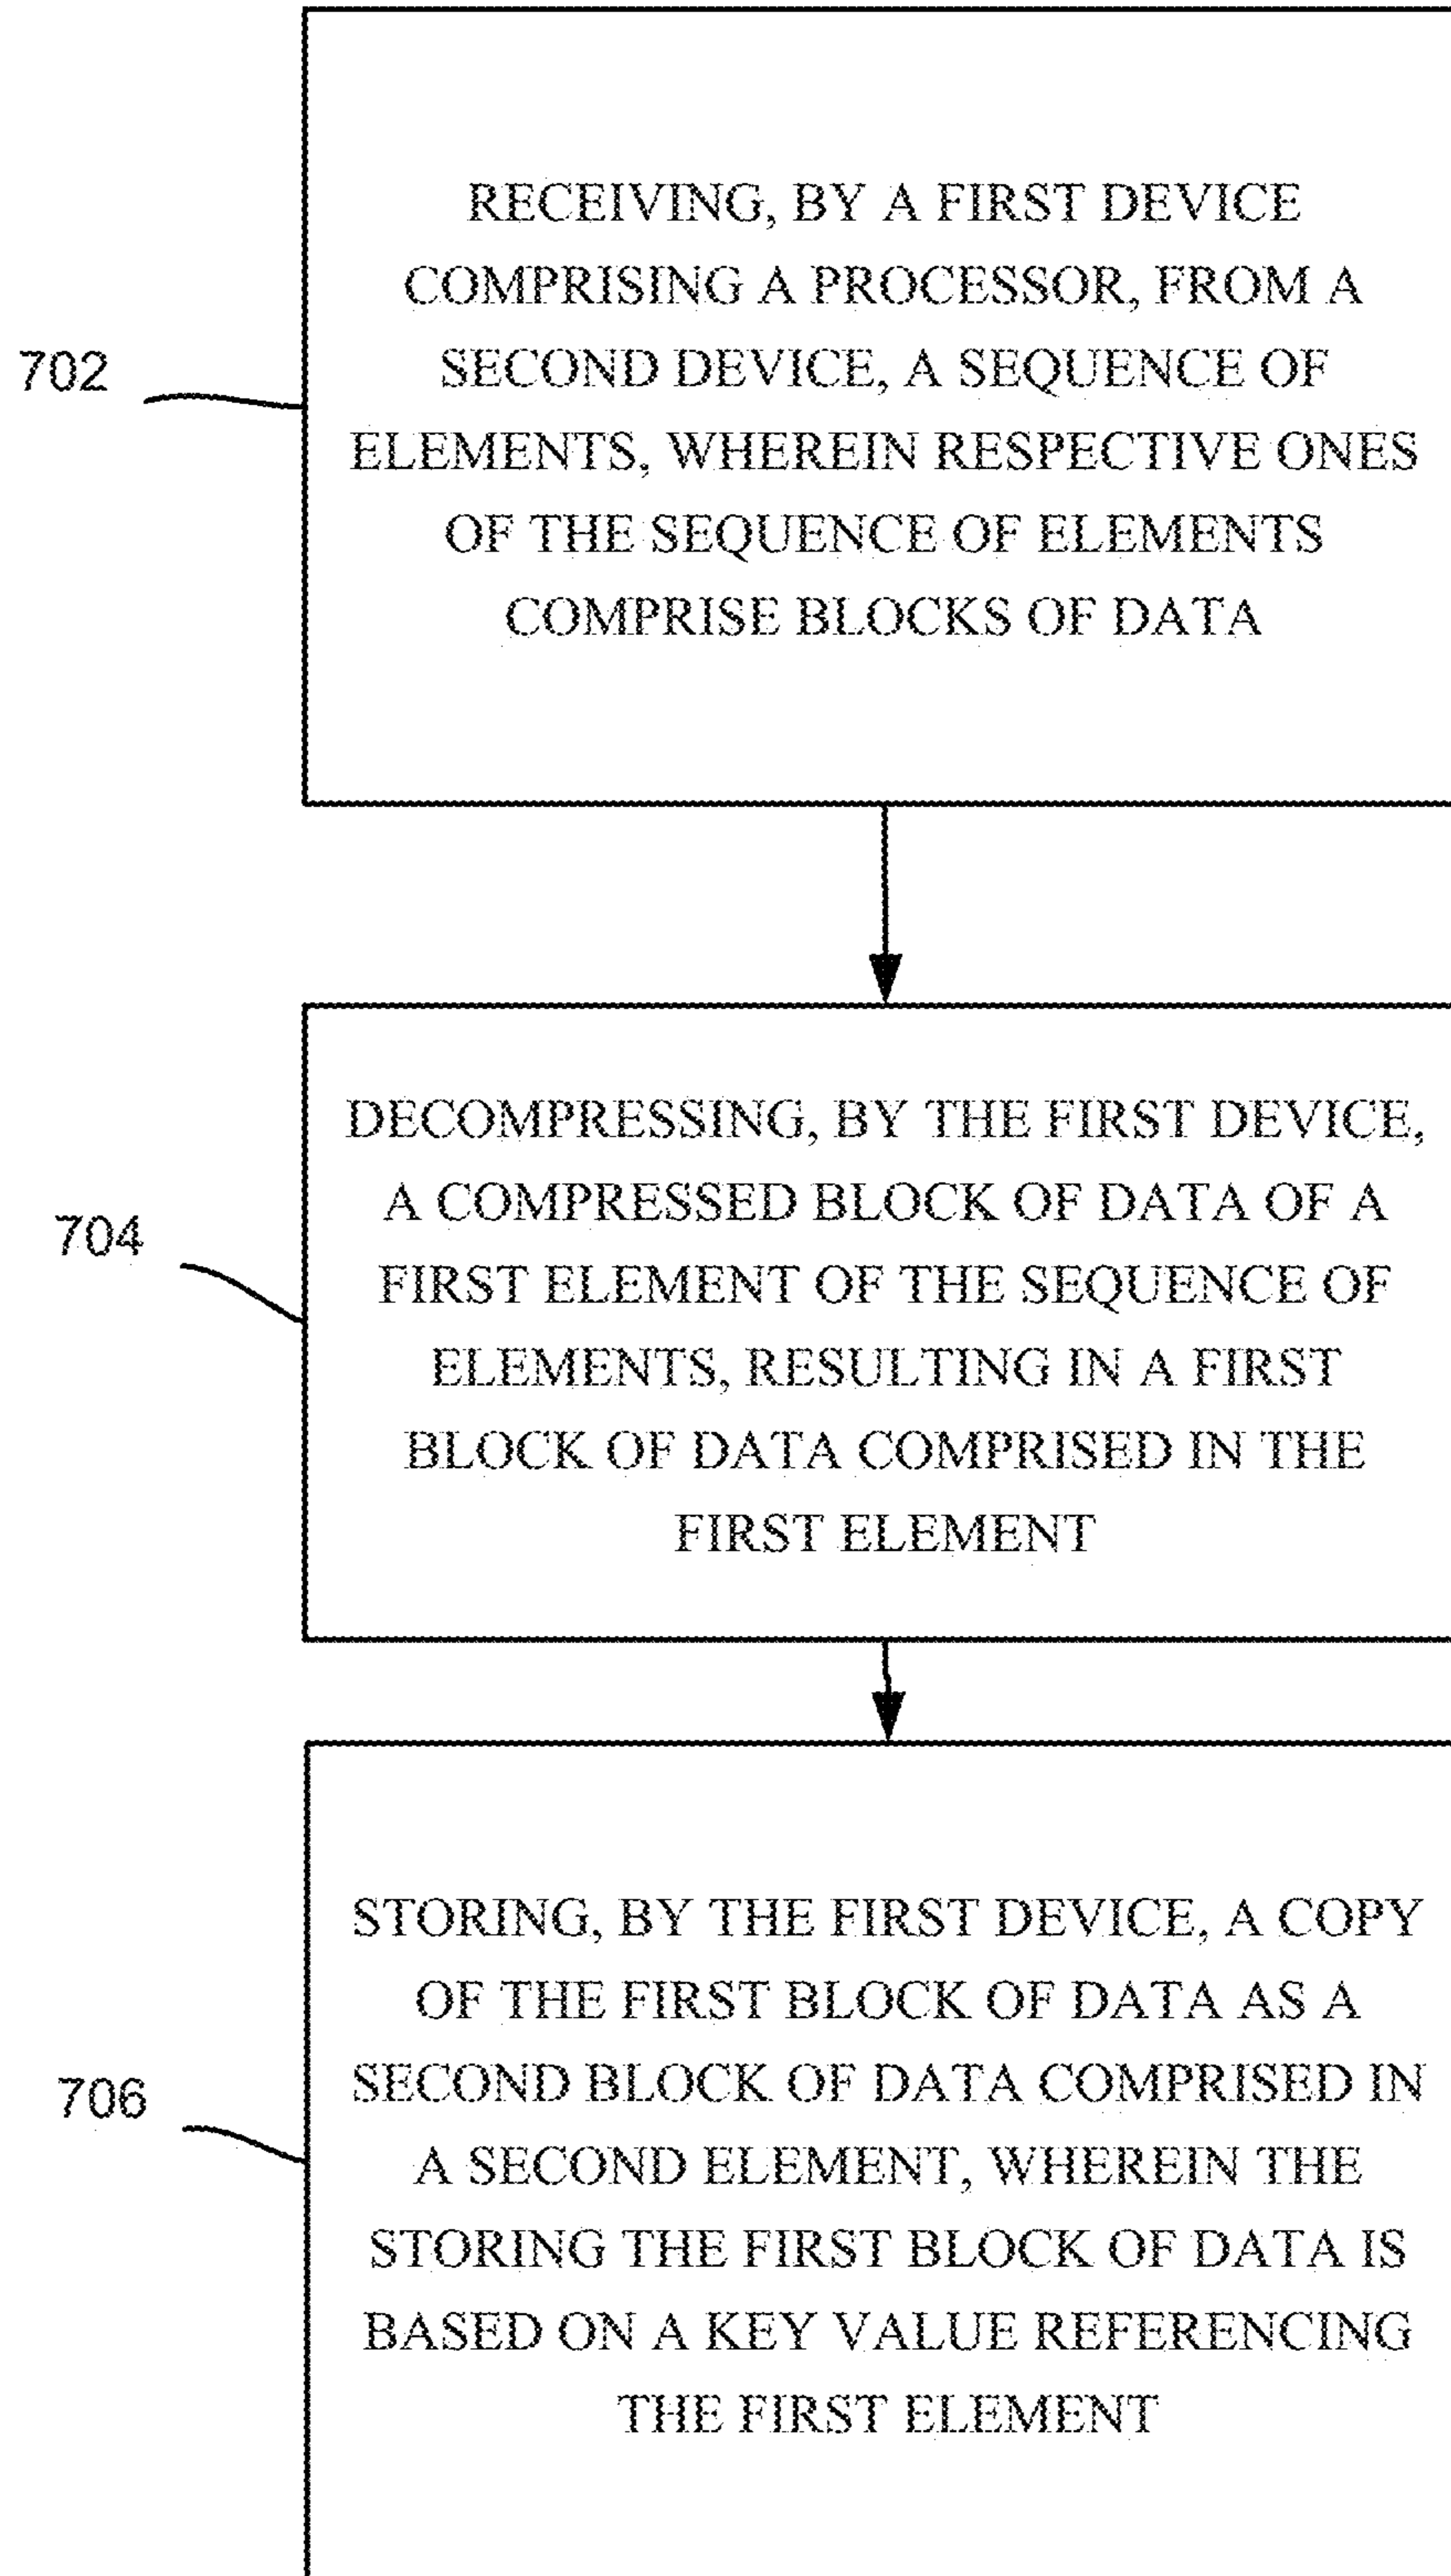 RECEIVING, BY A FIRST DEVICE
COMPRISING A PROCESSOR, FROM A
702
SECOND DEVICE, A SEQUENCE OF
ELEMENTS, WHEREIN RESPECTIVE ONES
OF THE SEQUENCE OF ELEMENTS
COMPRISE BLOCKS OF DATA
DECOMPRESSING, BY THE FIRST DEVICE,
A COMPRESSED BLOCK OF DATA OF A
704
FIRST ELEMENT OF THE SEQUENCE OF
ELEMENTS, RESULTING IN A FIRST
BLOCK OF DATA COMPRISED IN THE
FIRST ELEMENT
STORING, BY THE FIRST DEVICE, A COPY
OF THE FIRST BLOCK OF DATA AS A
SECOND BLOCK OF DATA COMPRISED IN
706
A SECOND ELEMENT, WHEREIN THE
STORING THE FIRST BLOCK OF DATA IS
BASED ON A KEY VALUE REFERENCING
THE FIRST ELEMENT